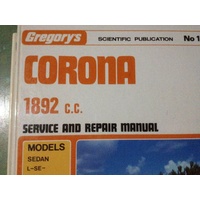 Gregorys SCIENTIFIC PUBLICATION No 1
CORONA
1892 c.c.
SERVICE AND REPAIR MANUAL
MODELS
SEDAN
L-SE-